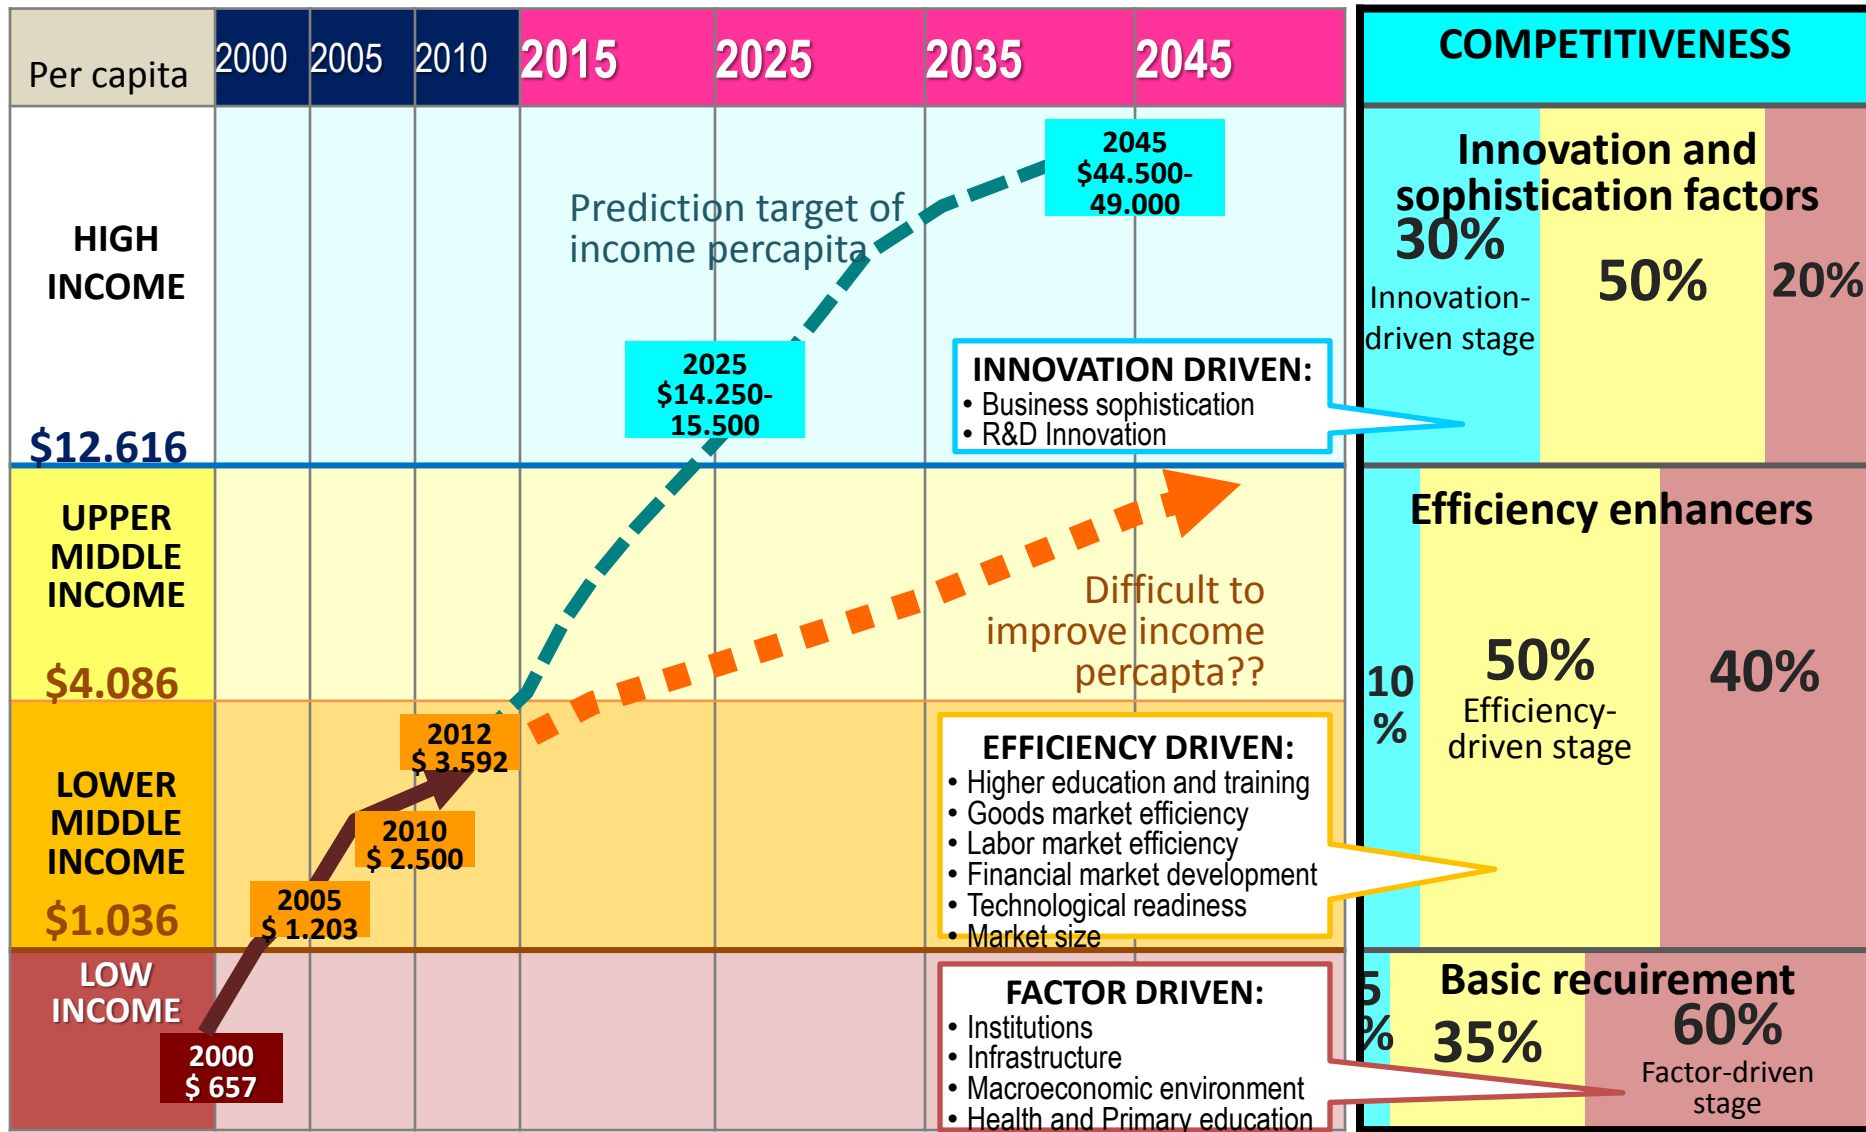 Per capita
2000
2005
2010
2015
2025
2035
2045
COMPETITIVENESS
HIGH
INCOME
$12.616
UPPER
MIDDLE
INCOME
$4.086
LOWER
MIDDLE
INCOME
$1.036
LOW
INCOME
2000
$ 657
2005
$ 1.203
2010
$ 2.500
2012
$ 3.592
Prediction target of
income percapita
2025
$14.250-
15.500
2045
$44.500-
49.000
Difficult to
improve income
percapta??
INNOVATION DRIVEN:
• Business sophistication
• R&D Innovation
EFFICIENCY DRIVEN:
• Higher education and training
• Goods market efficiency
• Labor market efficiency
• Financial market development
• Technological readiness
• Market size
FACTOR DRIVEN:
• Institutions
• Infrastructure
• Macroeconomic environment
• Health and Primary education
Innovation and
sophistication factors
30%
Innovation-
driven stage
50%
20%
Efficiency enhancers
10
%
50%
Efficiency-
driven stage
40%
Basic recuirement
5
%
35%
60%
Factor-driven
stage